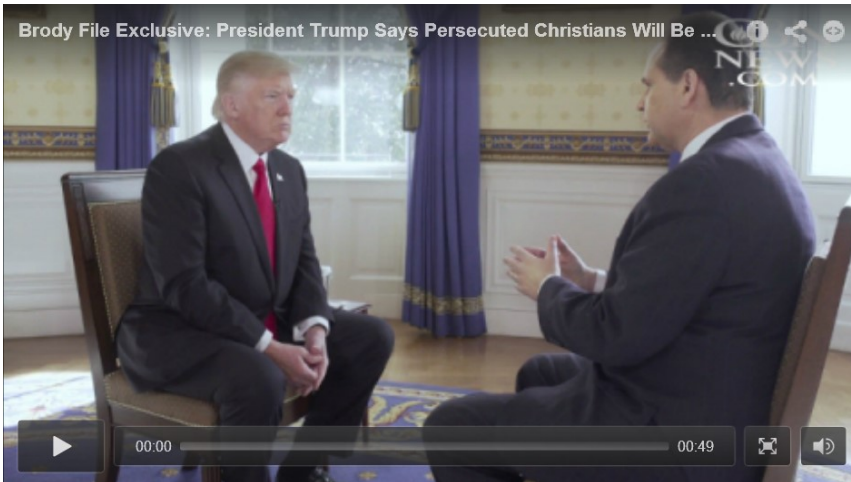 Brody File Exclusive: President Trump Says Persecuted Christians Will Be ...
NEWS
.COM
00:00
00:49